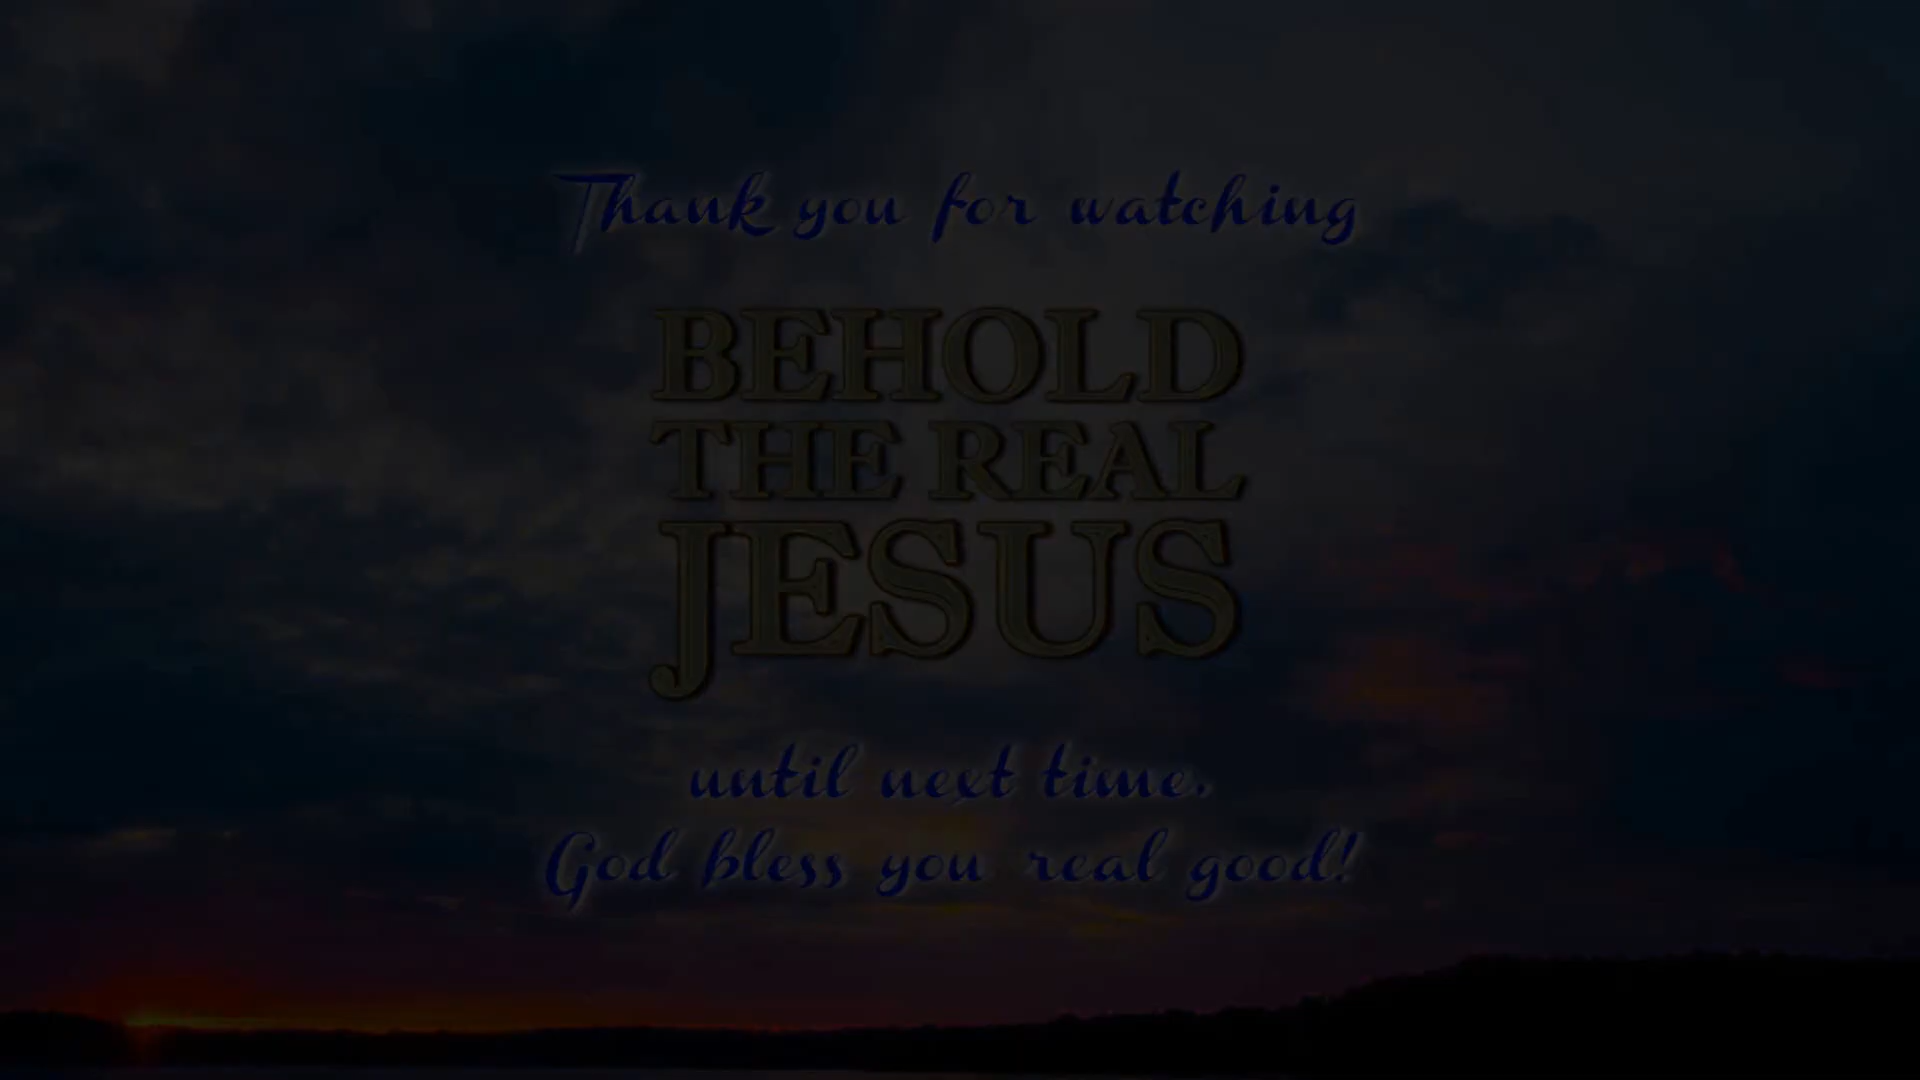 Thank you for watching
BEHOLD
THE REAL
JESUS
until next time.
God bless you real good!